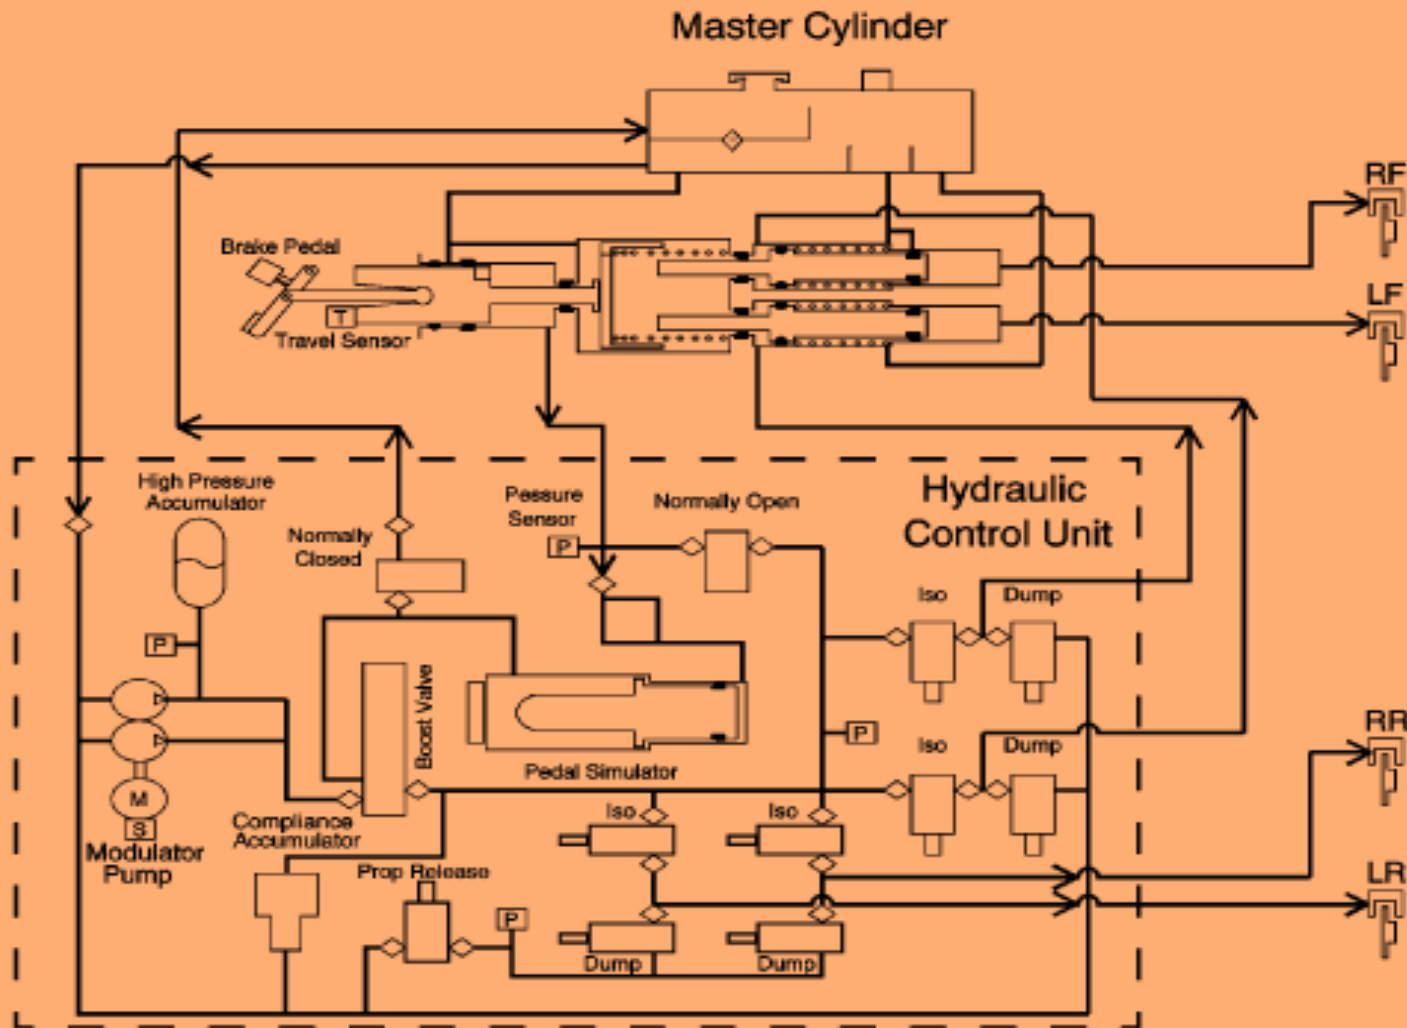 Master Cylinder
RF
Brake Pedal
LF
T
Travel Sensor
High Pressure
Accumulator
Pessure
Sensor
Normally Open
Hydraulic
Control Unit
Normally
Closed
P
P
Iso
Dump
Boost Valve
P
Iso
Dump
RR
Pedal Simulator
M
S
Iso
Iso
Compliance
Accumulator
Modulator
Pump
Prop Release
LR
P
Dump
Dump